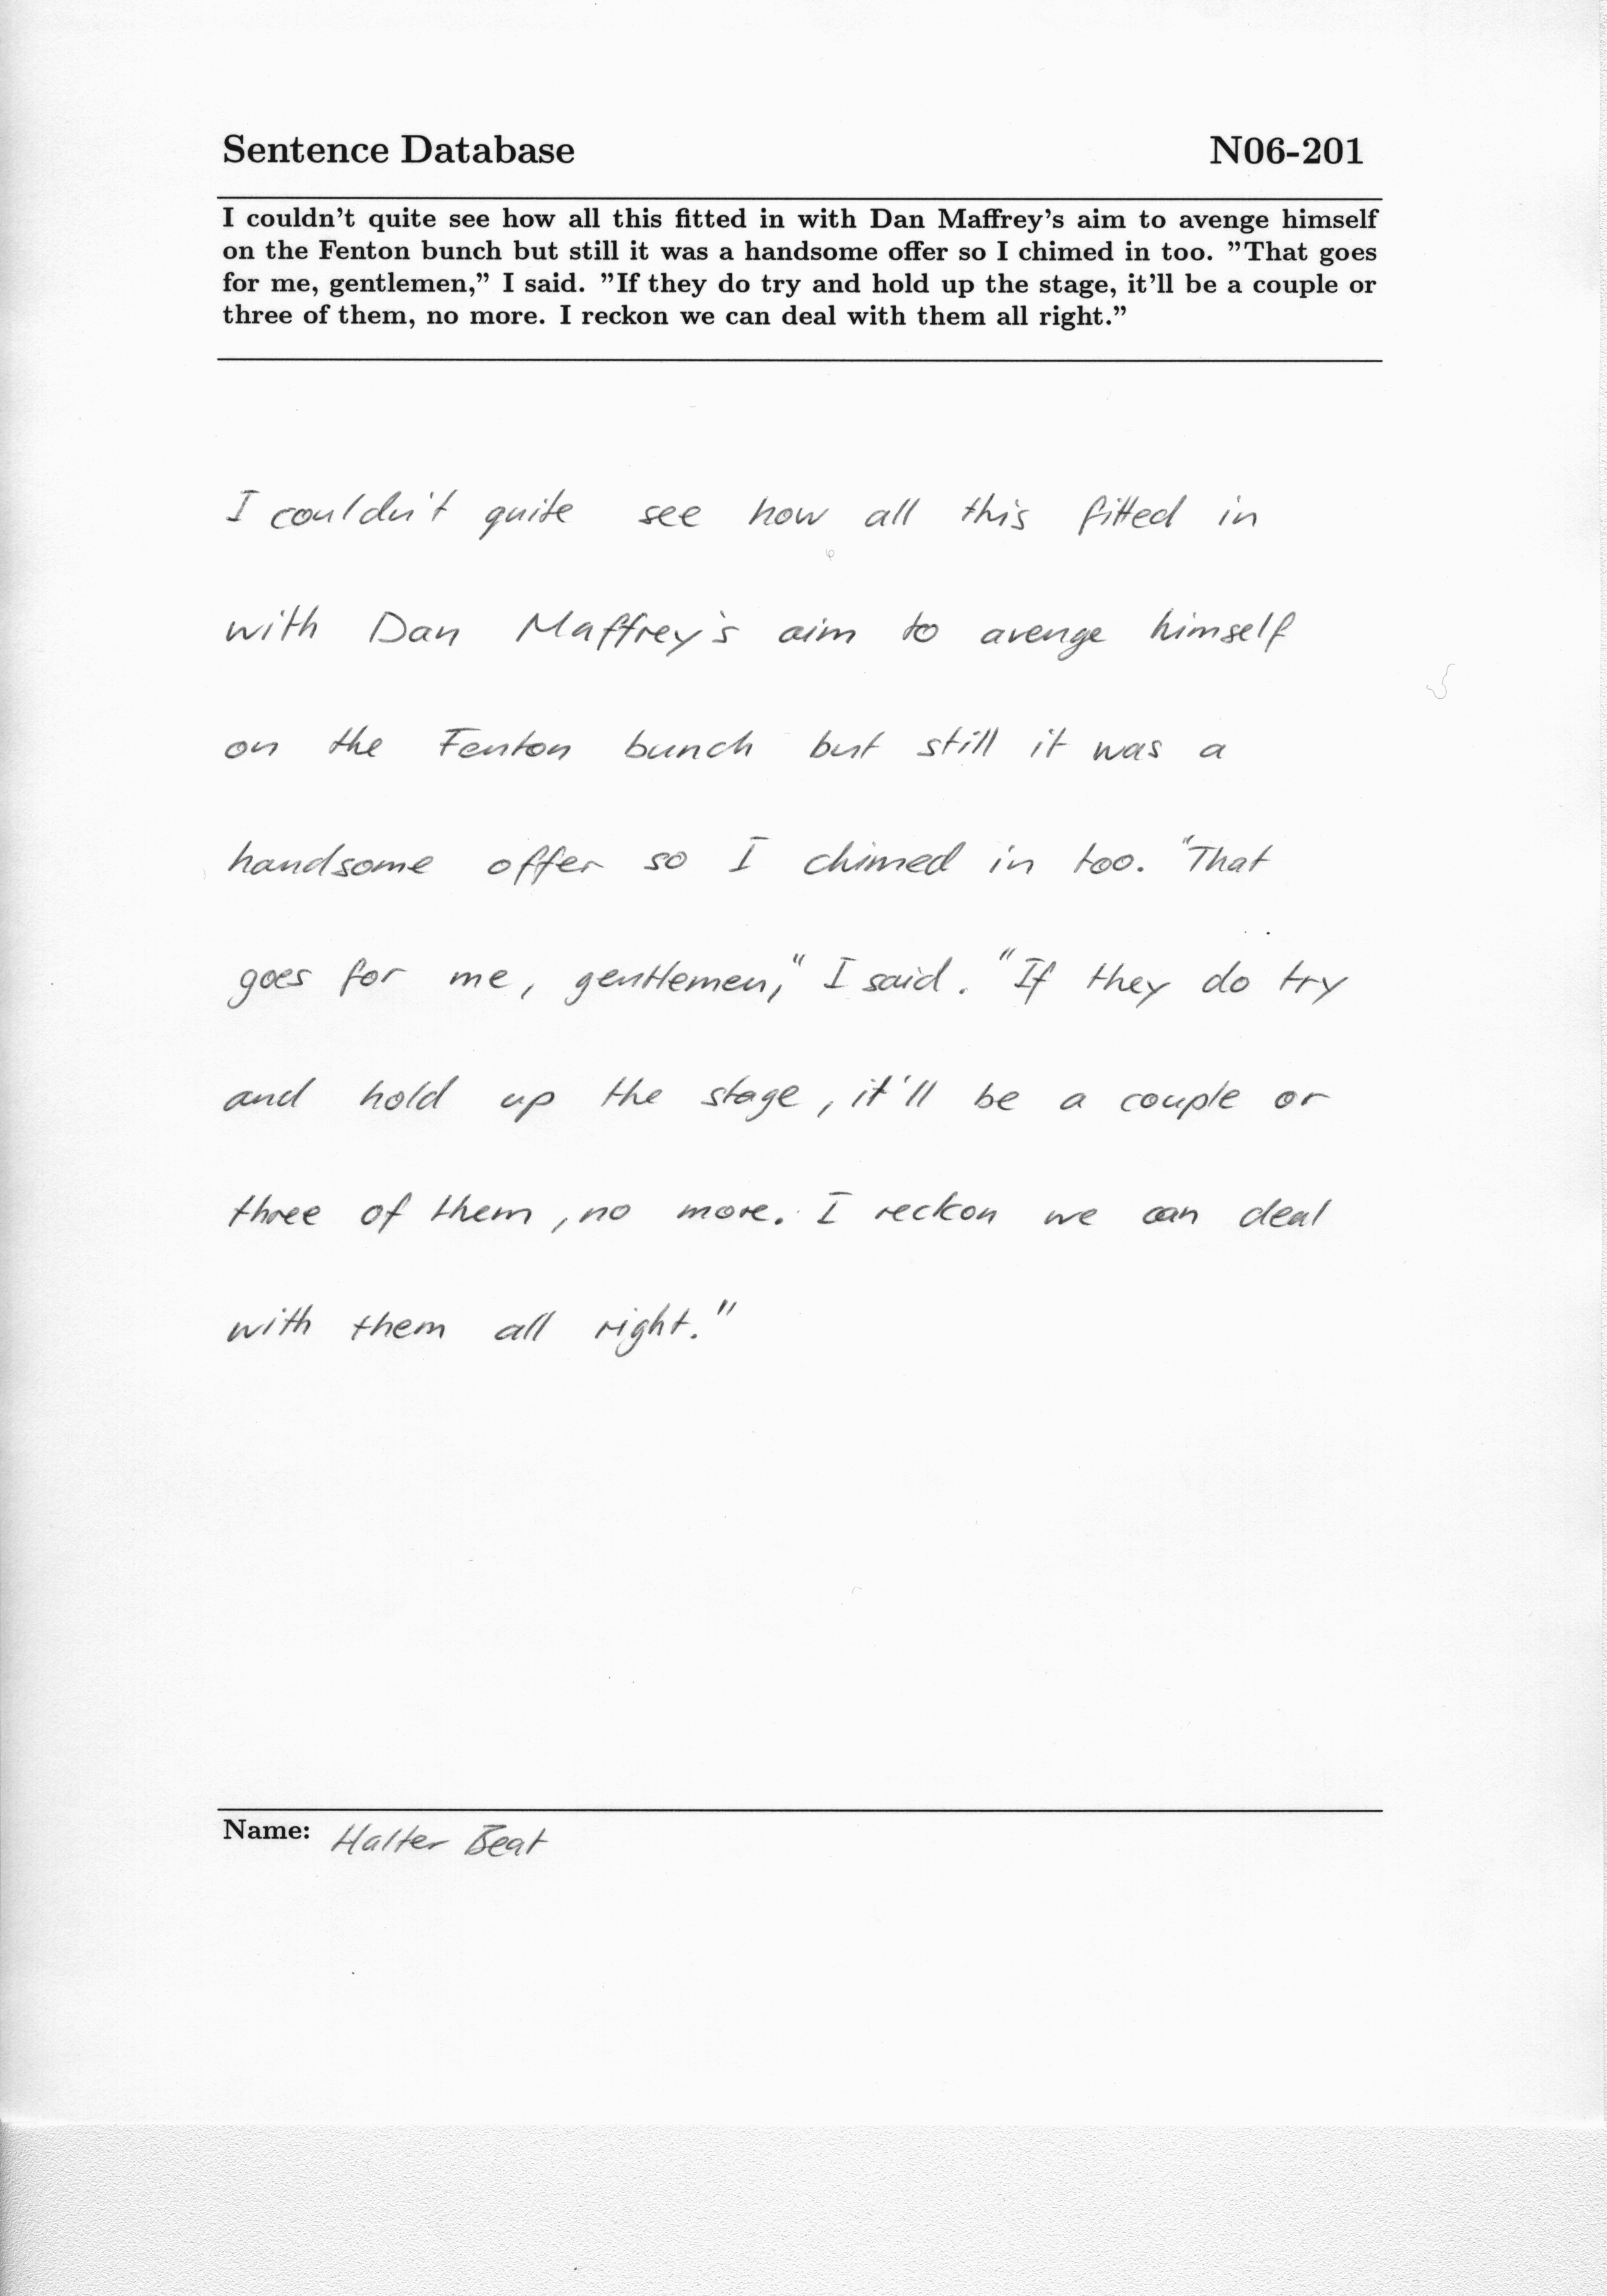 Sentence Database N06-201
I couldn't quite see how all this fitted in with Dan Maffrey's aim to avenge himself
on the Fenton bunch but still it was a handsome offer so I chimed in too. "That goes
for me, gentlemen," I said. "If they do try and hold up the stage, it'll be a couple or
three of them, no more. I reckon we can deal with them all right."
I couldn't quite see how all this fitted in
with Dan Maffrey's aim to avenge himself
on the Fenton bunch but still it was a
handsome offer so I chimed in too. "That
goes for me, gentlemen," I said. "If they do try
and hold up the stage, it'll be a couple or
three of them, no more. I reckon we can deal
with them all right."
Name: Halter Beat